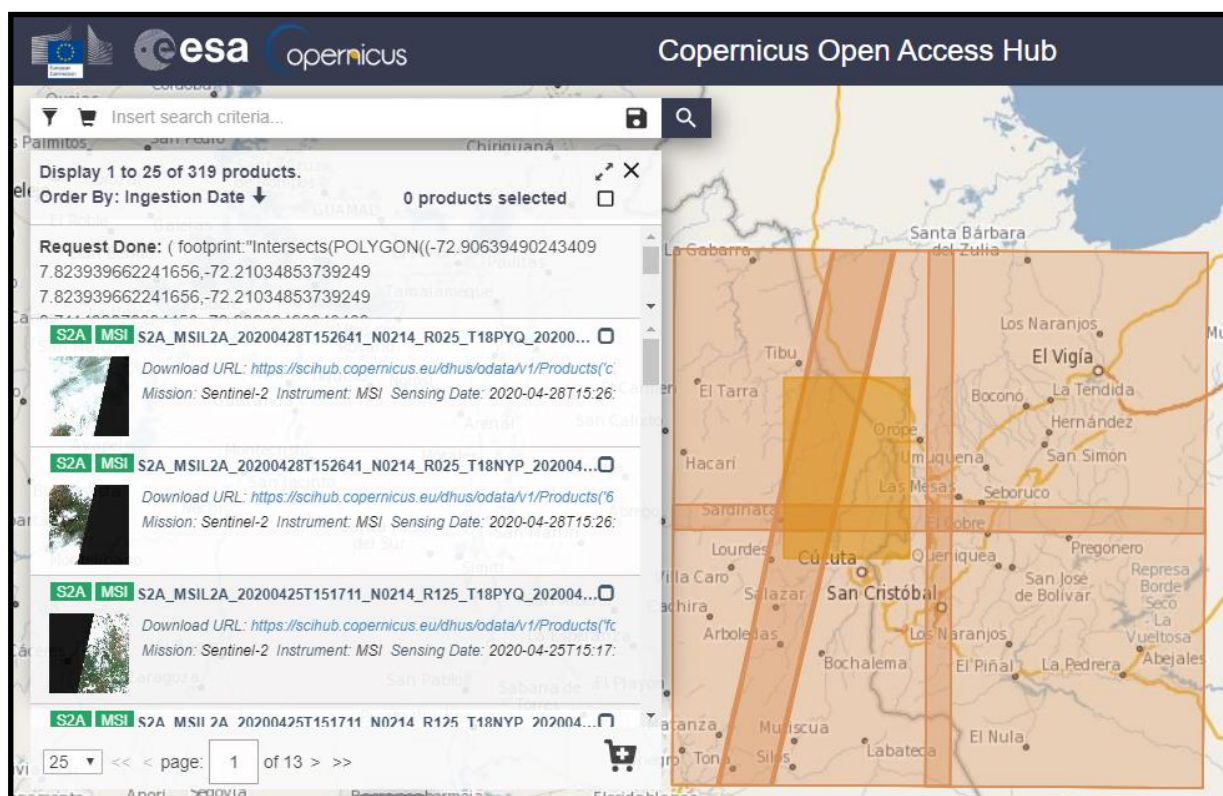 esa
opernicus
Copernicus Open Access Hub
Insert search criteria...
Display 1 to 25 of 319 products.
Order By: Ingestion Date
0 products selected
Request Done: ( footprint:"Intersects(POLYGON((-72.90639490243409
7.823939662241656,-72.21034853739249
7.823939662241656,-72.21034853739249
S2A MSI S2A_MSIL2A_20200428T152641_N0214_R025_T18PYQ_20200...
Download URL: https://scihub.copernicus.eu/dhus/odata/v1/Products('c
Mission: Sentinel-2 Instrument: MSI Sensing Date: 2020-04-28T15:26:
S2A MSI S2A_MSIL2A_20200428T152641_N0214_R025_T18NYP_202004...
Download URL: https://scihub.copernicus.eu/dhus/odata/v1/Products('6
Mission: Sentinel-2 Instrument: MSI Sensing Date: 2020-04-28T15:26:
S2A MSI S2A_MSIL2A_20200425T151711_N0214_R125_T18PYQ_202004...
Download URL: https://scihub.copernicus.eu/dhus/odata/v1/Products('fc
Mission: Sentinel-2 Instrument: MSI Sensing Date: 2020-04-25T15:17:
S2A MSI S2A_MSIL2A_20200425T151711_N0214_R125_T18NYP_202004...
25 << < page: 1 of 13 > >>
Chiriguaná
La Gabarra
Santa Bárbara
del Zulia
Los Naranjos
Tibu
El Vigía
El Tarra
Boconó
La Tendida
Hernández
Orope
Hacarí
Umuquena
San Simón
Las Mesas
Seboruco
Sardinata
El Cobre
Lourdes
Cúcuta
Queniquea
Pregonero
Villa Caro
San José
de Bolívar
Represa
Borde
Seco
- La
Vueltosa
Salazar
San Cristóbal
Cachira
Arboledas
Los Naranjos
Bochalema
El Piñal
La Pedrera
Abejales
Mutiscua
El Nula
Labateca
Silos